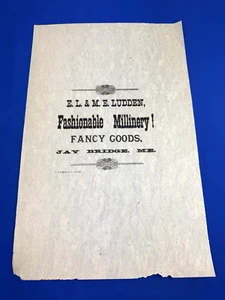 E. L. & M. E. LUDDEN,
Fashionable Millinery!
FANCY GOODS,
JAY BRIDGE, ME.